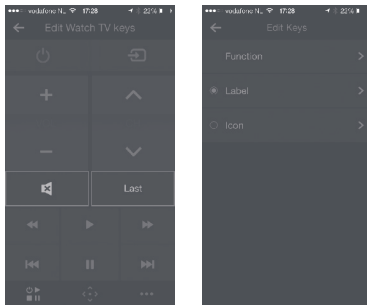 vodafone NL 17:28 22%
Edit Watch TV keys
Last
vodafone NL 17:28 22%
Edit Keys
Function
Label
Icon